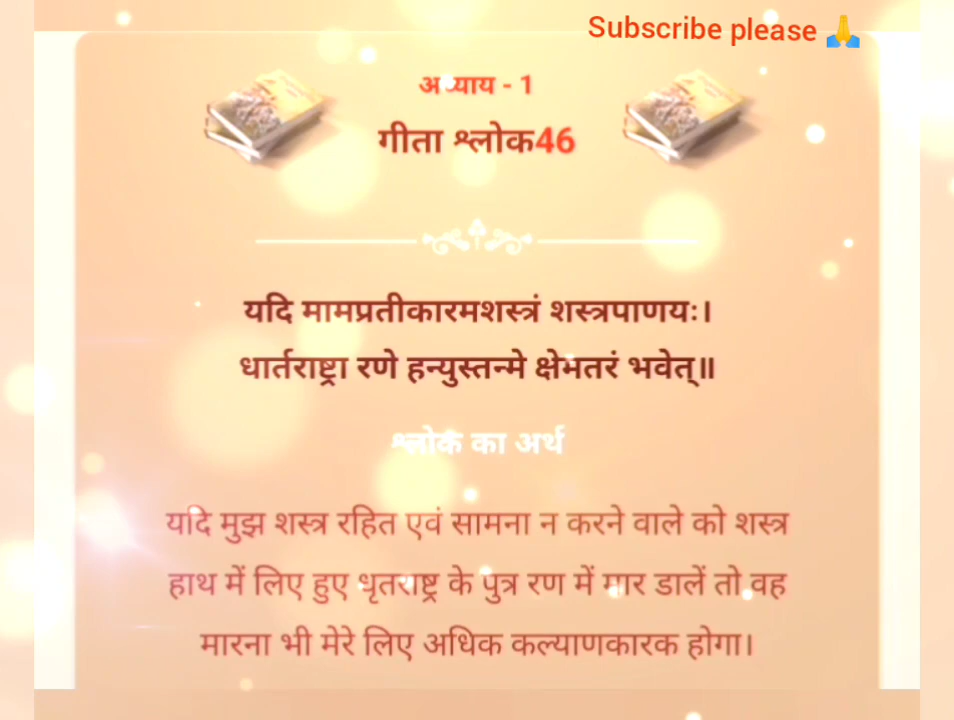 Subscribe please 🙏
अध्याय - 1
गीता श्लोक46
यदि मामप्रतीकारमशस्त्रं शस्त्रपाणयः।
धार्तराष्ट्रा रणे हन्युस्तन्मे क्षेमतरं भवेत्॥
श्लोक का अर्थ
यदि मुझ शस्त्र रहित एवं सामना न करने वाले को शस्त्र
हाथ में लिए हुए धृतराष्ट्र के पुत्र रण में मार डालें तो वह
मारना भी मेरे लिए अधिक कल्याणकारक होगा।